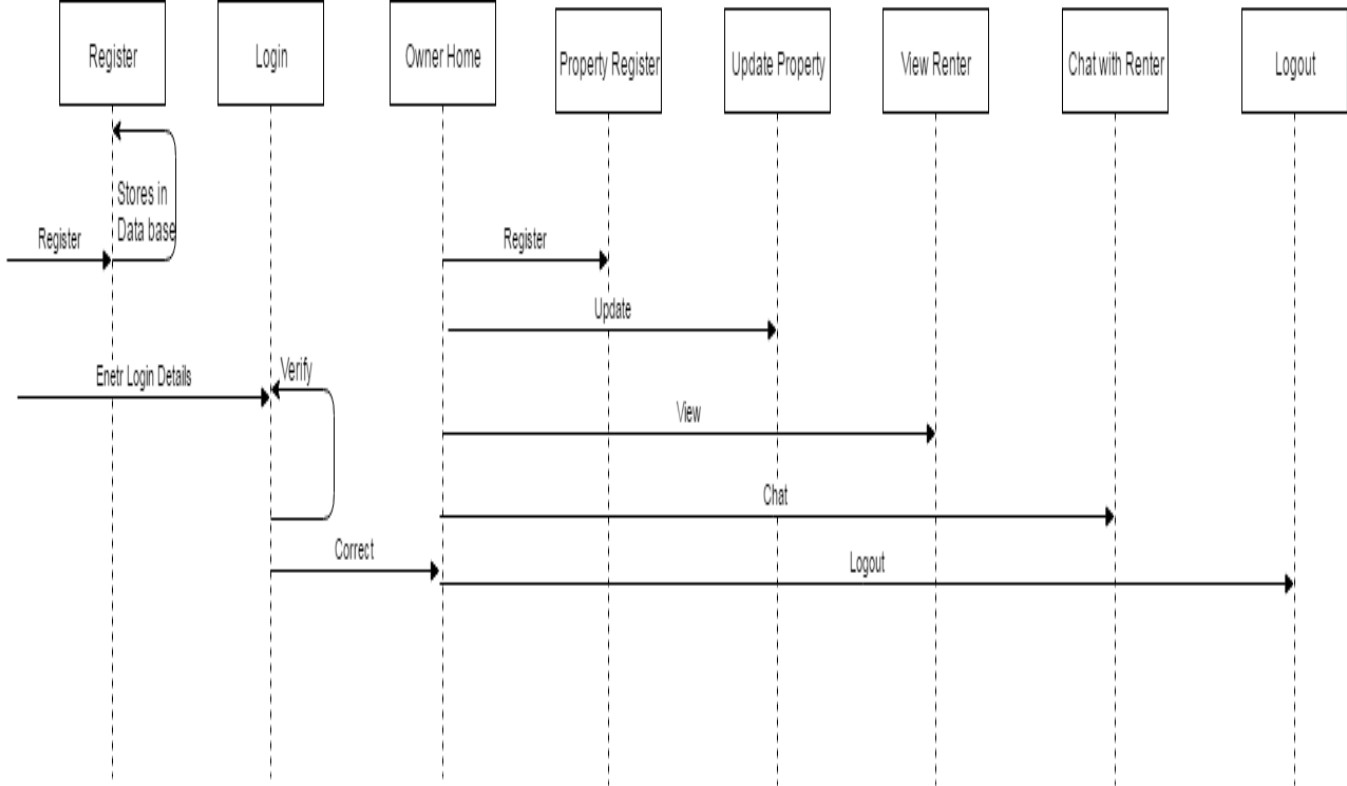 Register
Login
Owner Home
Property Register
Update Property
View Renter
Chat with Renter
Logout
Stores in
Data base
Register
Register
Update
Verify
Enetr Login Details
View
Chat
Correct
Logout